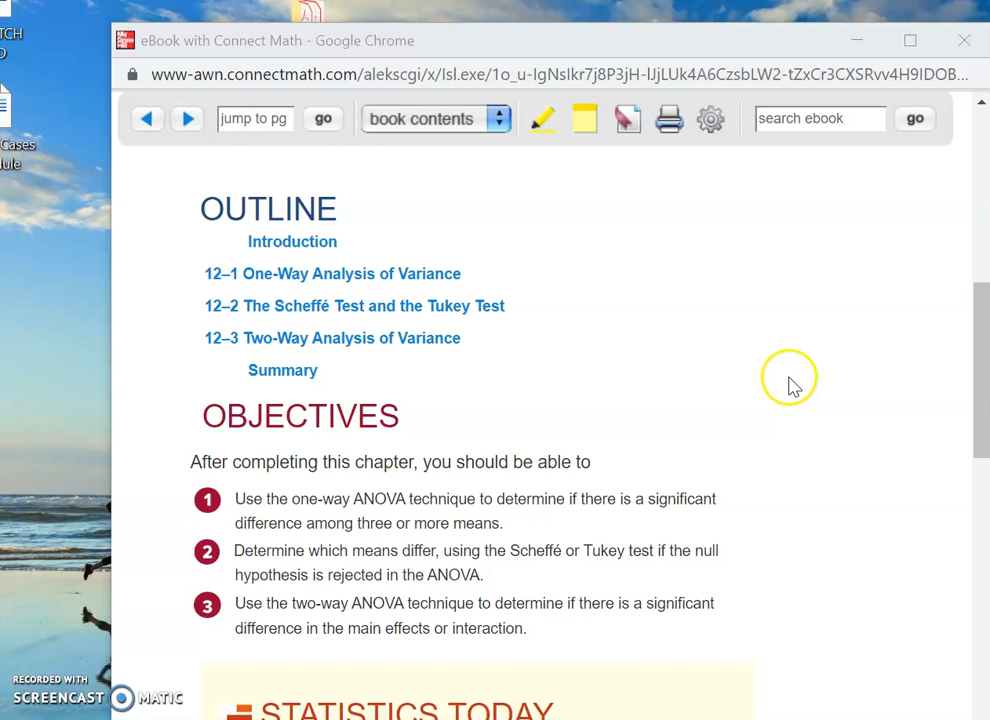 TCH
eBook with Connect Math - Google Chrome
www-awn.connectmath.com/alekscgi/x/Isl.exe/1o_u-IgNsIkr7j8P3jH-lJjLUk4A6CzsbLW2-tZxCr3CXSRvv4H9IDOB...
jump to pg
go
book contents
search ebook
go
Cases
OUTLINE
Introduction
12–1 One-Way Analysis of Variance
12–2 The Scheffé Test and the Tukey Test
12–3 Two-Way Analysis of Variance
Summary
OBJECTIVES
After completing this chapter, you should be able to
1 Use the one-way ANOVA technique to determine if there is a significant
difference among three or more means.
2 Determine which means differ, using the Scheffé or Tukey test if the null
hypothesis is rejected in the ANOVA.
3 Use the two-way ANOVA technique to determine if there is a significant
difference in the main effects or interaction.
STATISTICS TODAY
RECORDED WITH
SCREENCAST MATIC